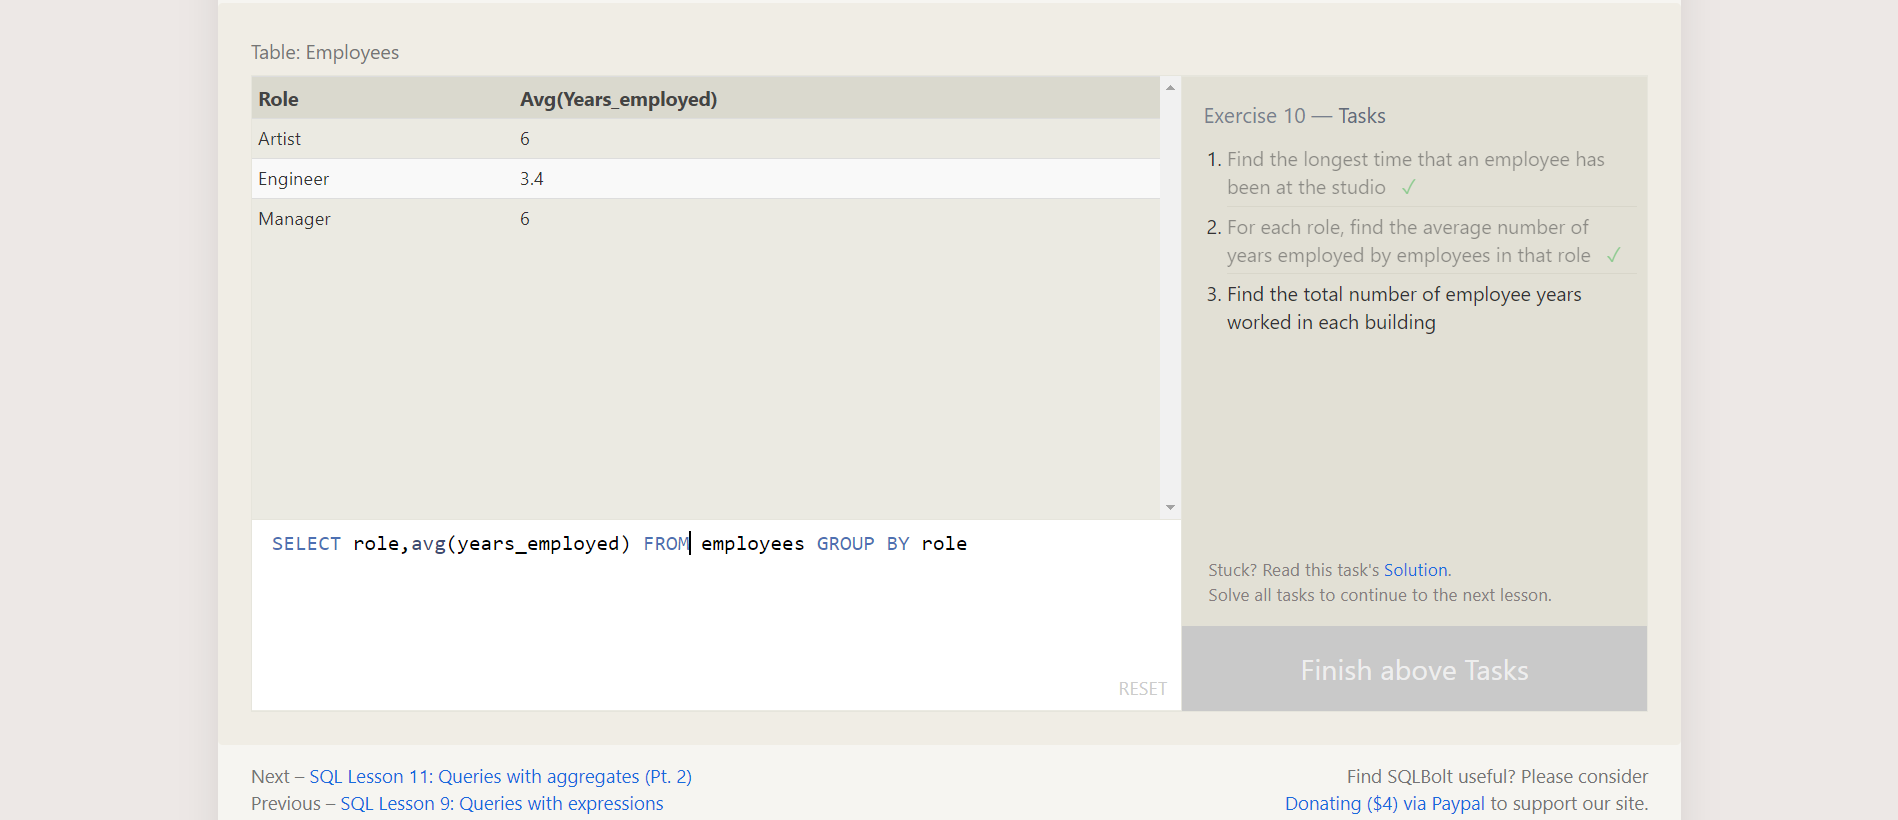 Table: Employees
Role Avg(Years_employed)
Artist 6
Engineer 3.4
Manager 6
SELECT role,avg(years_employed) FROM employees GROUP BY role
RESET
Exercise 10 — Tasks
1. Find the longest time that an employee has
been at the studio ✓
2. For each role, find the average number of
years employed by employees in that role ✓
3. Find the total number of employee years
worked in each building
Stuck? Read this task's Solution.
Solve all tasks to continue to the next lesson.
Finish above Tasks
Next – SQL Lesson 11: Queries with aggregates (Pt. 2)
Previous – SQL Lesson 9: Queries with expressions
Find SQLBolt useful? Please consider
Donating ($4) via Paypal to support our site.